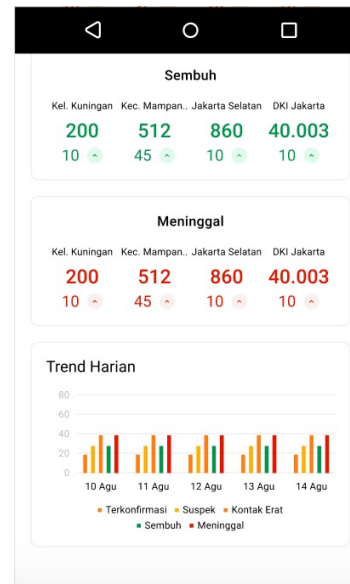 Sembuh
Kel. Kuningan Kec. Mampan.. Jakarta Selatan DKI Jakarta
200 512 860 40.003
10 45 10 10
Meninggal
Kel. Kuningan Kec. Mampan.. Jakarta Selatan DKI Jakarta
200 512 860 40.003
10 45 10 10
Trend Harian
80
60
40
20
0
10 Agu 11 Agu 12 Agu 13 Agu 14 Agu
Terkonfirmasi Suspek Kontak Erat
Sembuh Meninggal